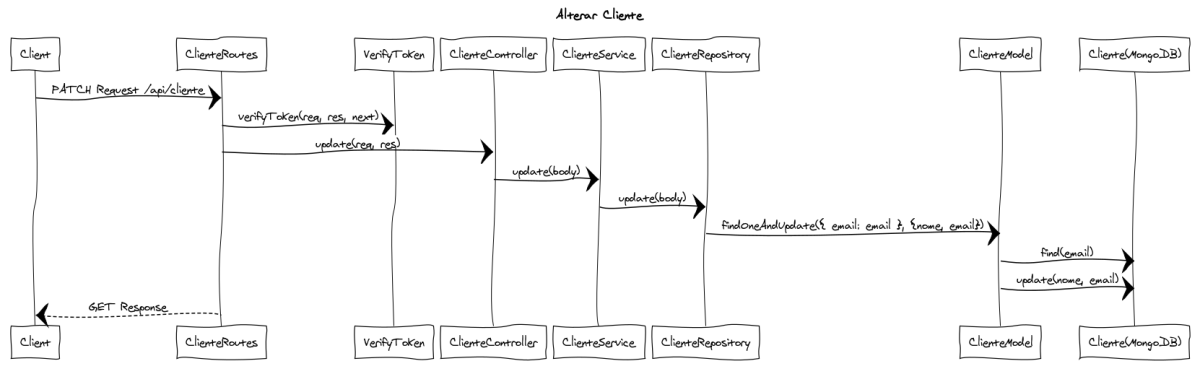 Alterar Cliente
Client ClienteRoutes VerifyToken ClienteController ClienteService ClienteRepository ClienteModel Cliente(MongoDB)
PATCH Request /api/cliente
verifyToken(req, res, next)
update(req, res)
update(body)
update(body)
findOneAndUpdate({ email: email }, {nome, email})
find(email)
update(nome, email)
GET Response
Client ClienteRoutes VerifyToken ClienteController ClienteService ClienteRepository ClienteModel Cliente(MongoDB)